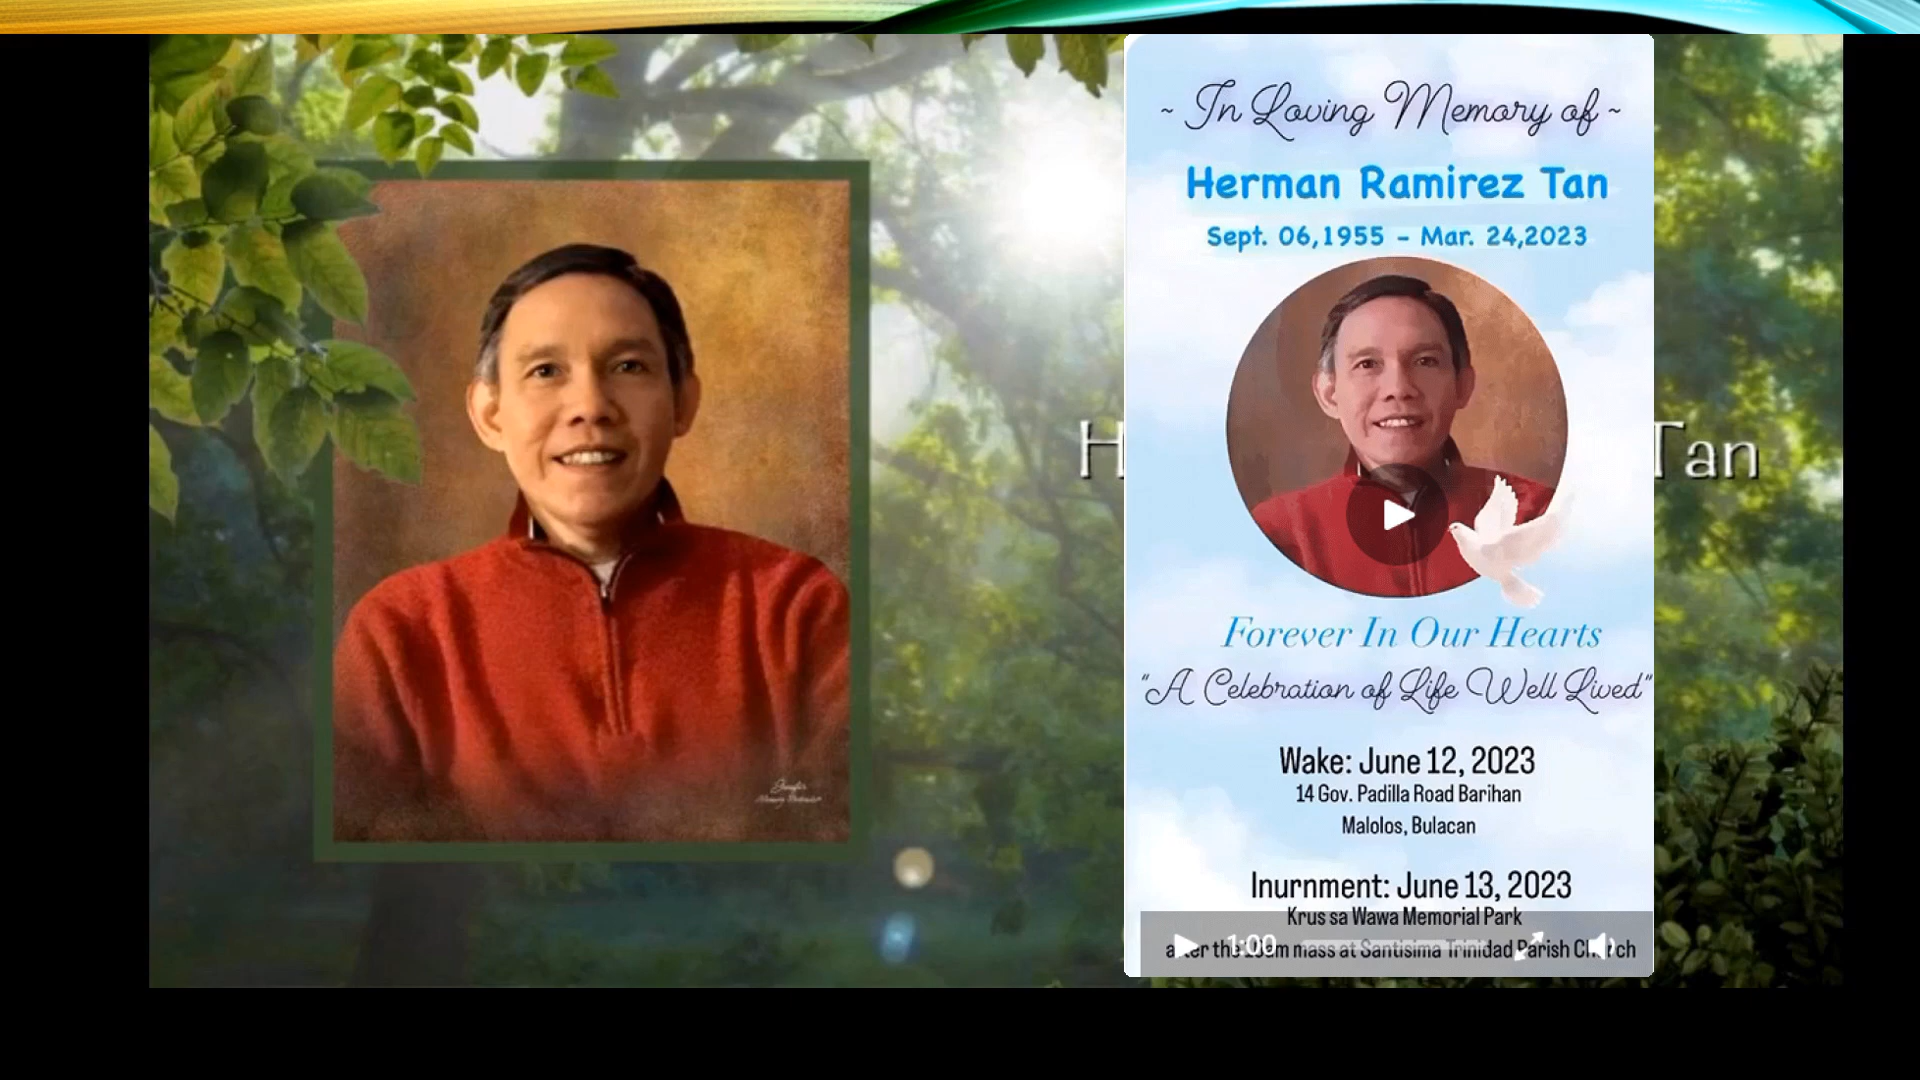 ~ In Loving Memory of ~
Herman Ramirez Tan
Sept. 06,1955 - Mar. 24,2023
H
Tan
Forever In Our Hearts
"A Celebration of Life Well Lived"
Wake: June 12, 2023
14 Gov. Padilla Road Barihan
Malolos, Bulacan
Inurnment: June 13, 2023
Krus sa Wawa Memorial Park
1:00
mass at Santisima Trinidad Parish